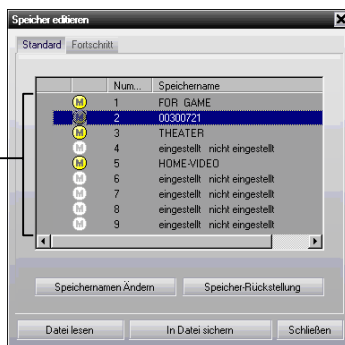 Speicher editieren
Standard Fortschritt
Num... Speichername
M 1 FOR GAME
M 2 00300721
M 3 THEATER
M 4 eingestellt nicht eingestellt
M 5 HOME-VIDEO
M 6 eingestellt nicht eingestellt
M 7 eingestellt nicht eingestellt
M 8 eingestellt nicht eingestellt
M 9 eingestellt nicht eingestellt
Speichernamen Ändern Speicher-Rückstellung
Datei lesen In Datei sichern Schließen